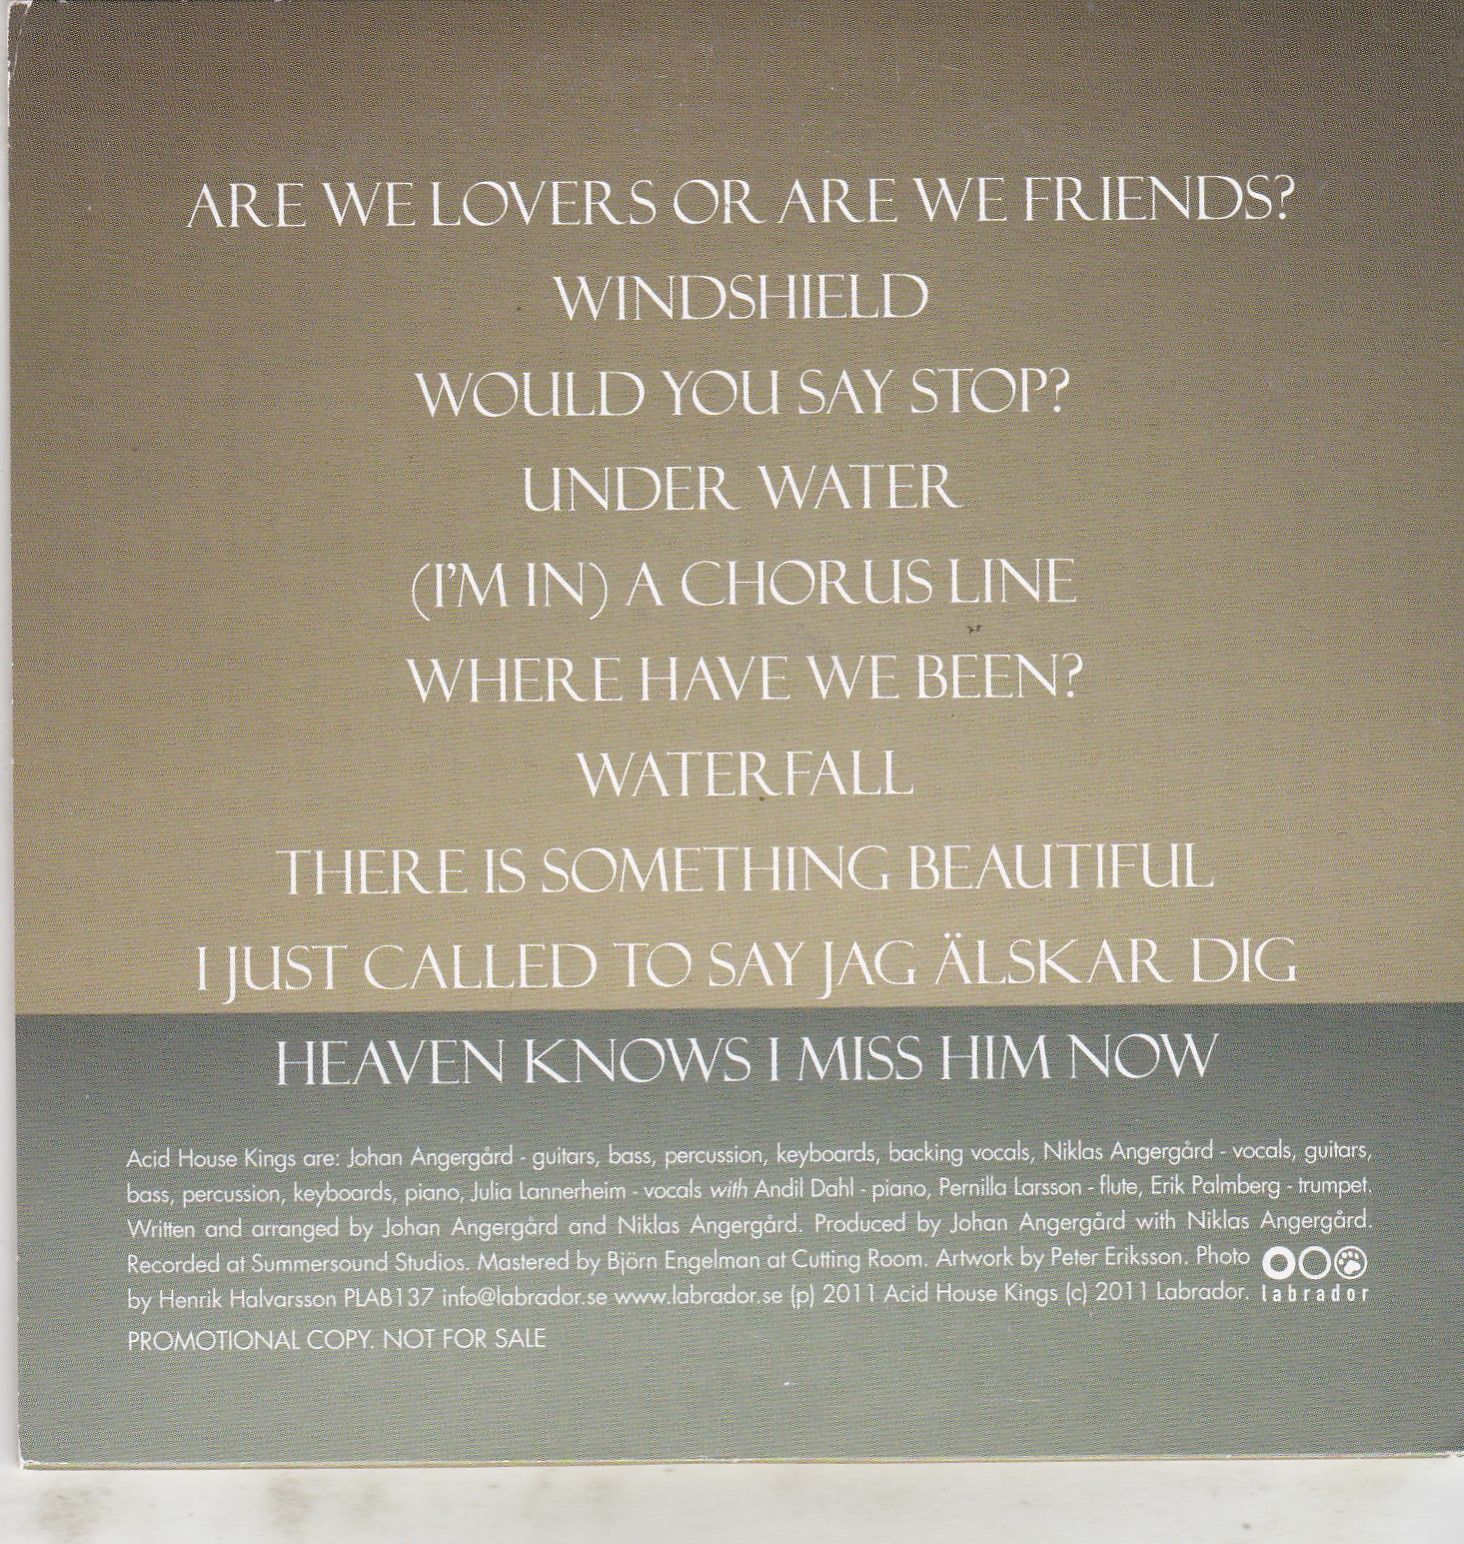 ARE WE LOVERS OR ARE WE FRIENDS?
WINDSHIELD
WOULD YOU SAY STOP?
UNDER WATER
(I'M IN) A CHORUS LINE
WHERE HAVE WE BEEN?
WATERFALL
THERE IS SOMETHING BEAUTIFUL
I JUST CALLED TO SAY JAG ÄLSKAR DIG
HEAVEN KNOWS I MISS HIM NOW
Acid House Kings are: Johan Angergård - guitars, bass, percussion, keyboards, backing vocals, Niklas Angergård - vocals, guitars,
bass, percussion, keyboards, piano, Julia Lannerheim - vocals with Andil Dahl - piano, Pernilla Larsson - flute, Erik Palmberg - trumpet.
Written and arranged by Johan Angergård and Niklas Angergård. Produced by Johan Angergård with Niklas Angergård.
Recorded at Summersound Studios. Mastered by Björn Engelman at Cutting Room. Artwork by Peter Eriksson. Photo
by Henrik Halvarsson PLAB137 info@labrador.se www.labrador.se (p) 2011 Acid House Kings (c) 2011 Labrador.
labrador
PROMOTIONAL COPY. NOT FOR SALE